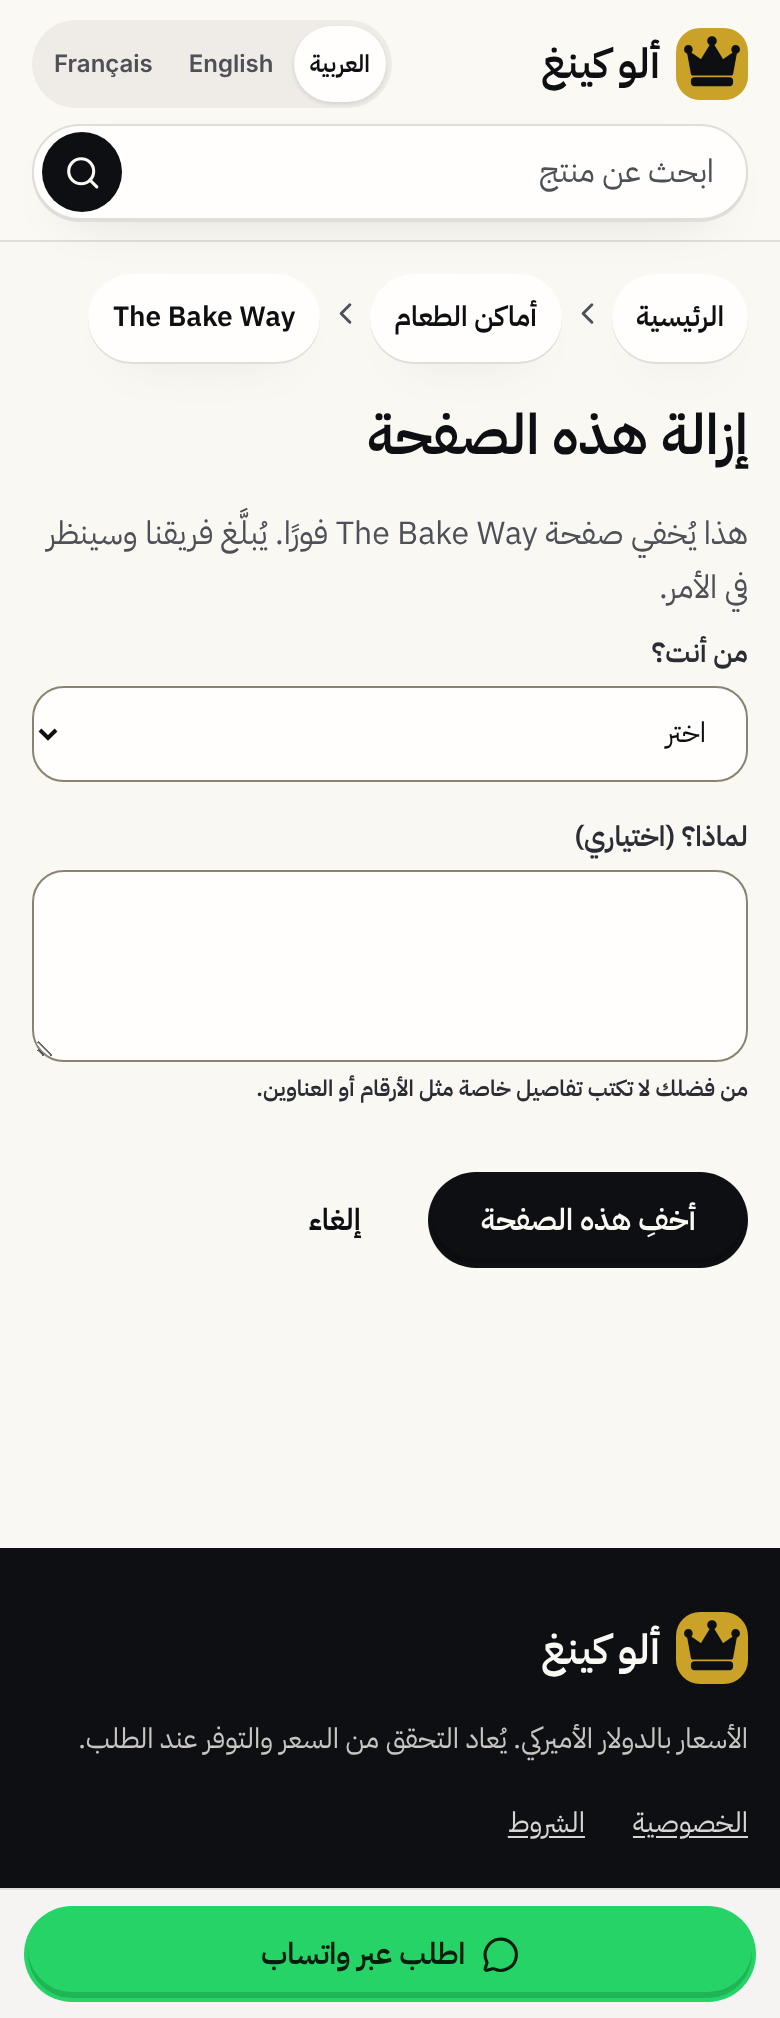 ألو كينغ
العربية English Français
ابحث عن منتج
الرئيسية أماكن الطعام The Bake Way
إزالة هذه الصفحة
هذا يُخفي صفحة The Bake Way فورًا. يُبلَّغ فريقنا وسينظر
في الأمر.
من أنت؟
اختر
لماذا؟ (اختياري)
من فضلك لا تكتب تفاصيل خاصة مثل الأرقام أو العناوين.
أخفِ هذه الصفحة
إلغاء
ألو كينغ
الأسعار بالدولار الأميركي. يُعاد التحقق من السعر والتوفر عند الطلب.
الخصوصية الشروط
اطلب عبر واتساب